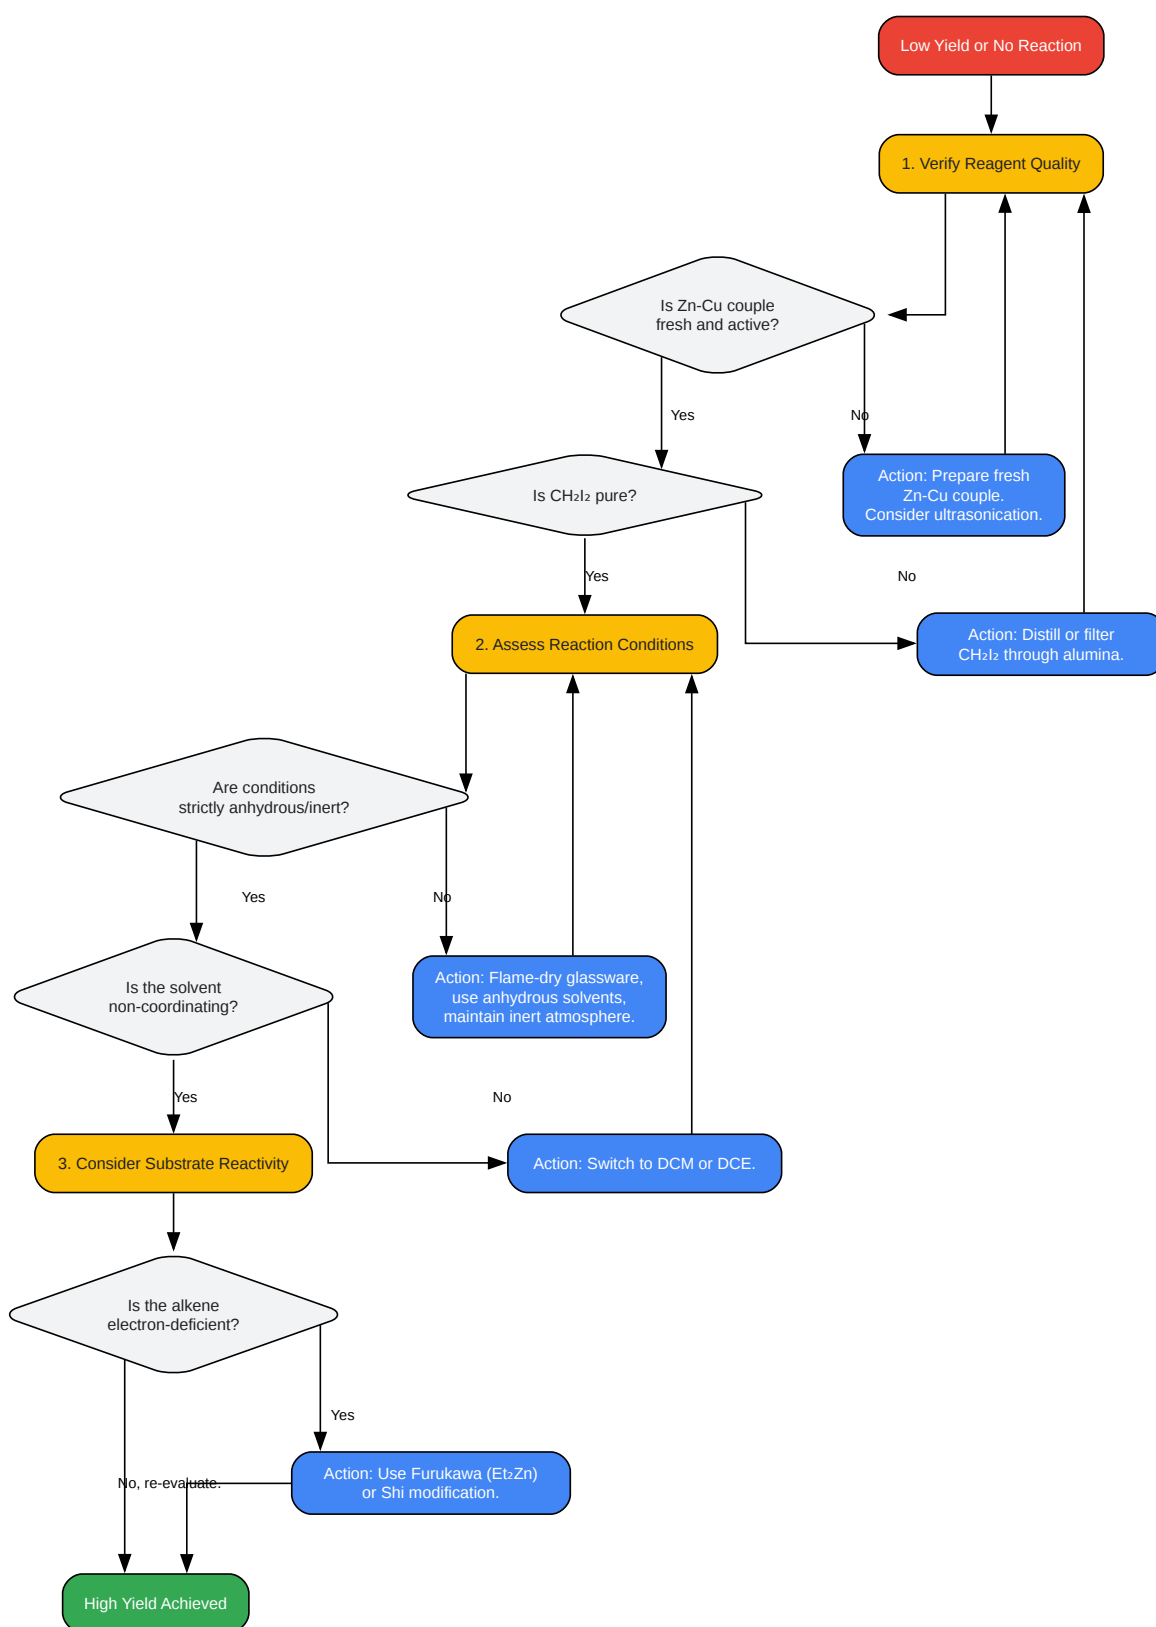 Low Yield or No Reaction
1. Verify Reagent Quality
Is Zn-Cu couple
fresh and active?
Yes
No
Action: Prepare fresh
Zn-Cu couple.
Consider ultrasonication.
Is CH₂I₂ pure?
Yes
No
Action: Distill or filter
CH₂I₂ through alumina.
2. Assess Reaction Conditions
Are conditions
strictly anhydrous/inert?
Yes
No
Action: Flame-dry glassware,
use anhydrous solvents,
maintain inert atmosphere.
Is the solvent
non-coordinating?
Yes
No
3. Consider Substrate Reactivity
Action: Switch to DCM or DCE.
Is the alkene
electron-deficient?
Yes
Action: Use Furukawa (Et₂Zn)
or Shi modification.
No, re-evaluate.
High Yield Achieved